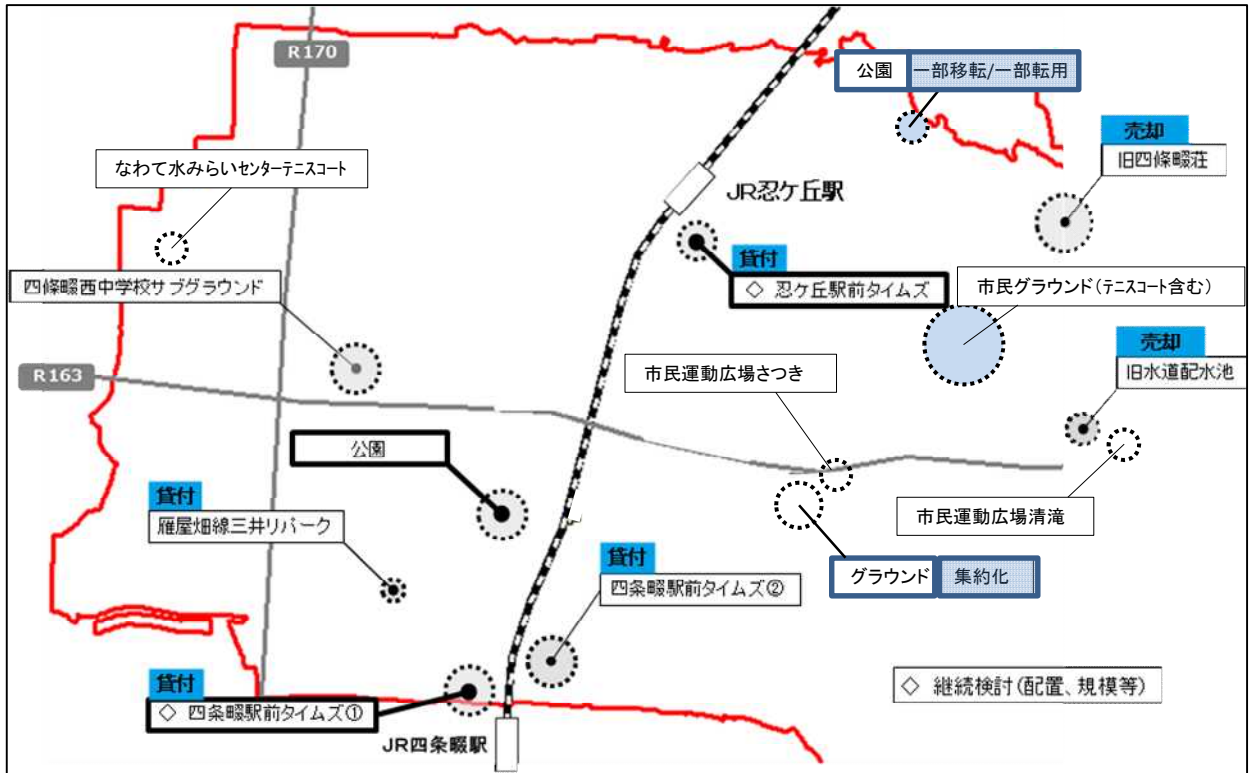 R170
公園 一部移転/一部転用
売却
旧四條畷荘
なわて水みらいセンターテニスコート
JR忍ケ丘駅
四條畷西中学校サブグラウンド
貸付
◇ 忍ケ丘駅前タイムズ
市民グラウンド(テニスコート含む)
売却
旧水道配水池
R163
市民運動広場さつき
公園
貸付
雁屋畑線三井リパーク
市民運動広場清滝
貸付
四条畷駅前タイムズ②
グラウンド 集約化
貸付
◇ 四条畷駅前タイムズ①
◇ 継続検討(配置、規模等)
JR四条畷駅